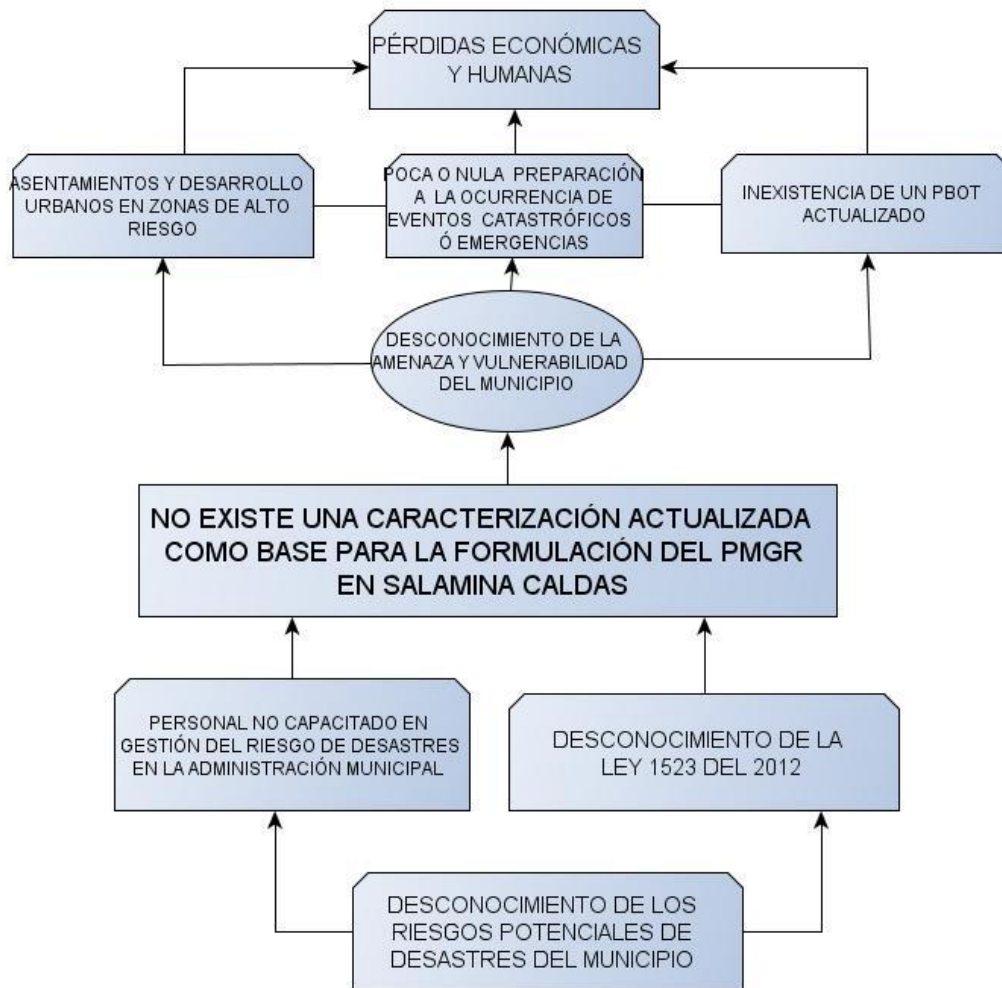 PÉRDIDAS ECONÓMICAS
Y HUMANAS
ASENTAMIENTOS Y DESARROLLO
URBANOS EN ZONAS DE ALTO
RIESGO
POCA O NULA PREPARACIÓN
A LA OCURRENCIA DE
EVENTOS CATASTRÓFICOS
Ó EMERGENCIAS
INEXISTENCIA DE UN PBOT
ACTUALIZADO
DESCONOCIMIENTO DE LA
AMENAZA Y VULNERABILIDAD
DEL MUNICIPIO
NO EXISTE UNA CARACTERIZACIÓN ACTUALIZADA
COMO BASE PARA LA FORMULACIÓN DEL PMGR
EN SALAMINA CALDAS
PERSONAL NO CAPACITADO EN
GESTIÓN DEL RIESGO DE DESASTRES
EN LA ADMINISTRACIÓN MUNICIPAL
DESCONOCIMIENTO DE LA
LEY 1523 DEL 2012
DESCONOCIMIENTO DE LOS
RIESGOS POTENCIALES DE
DESASTRES DEL MUNICIPIO